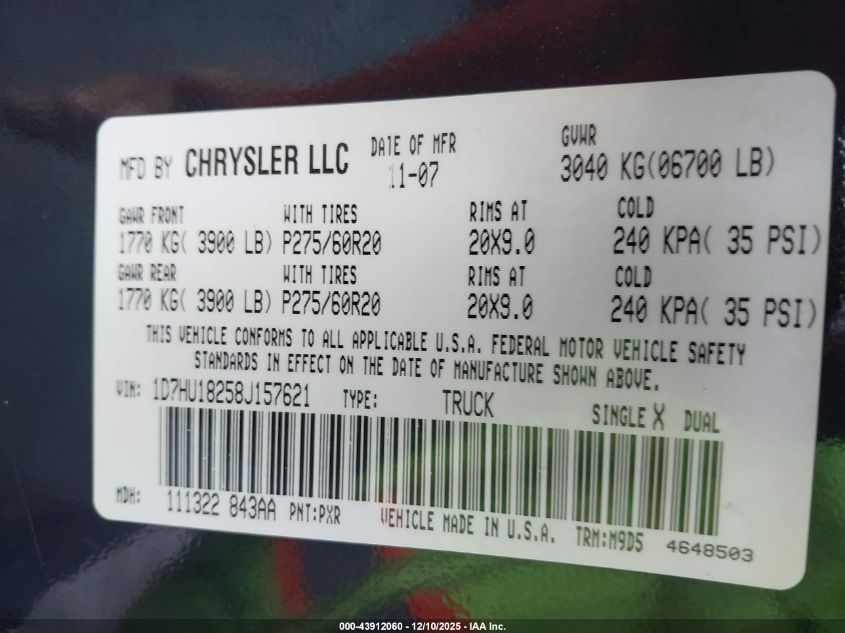 MFD BY CHRYSLER LLC DATE OF MFR 11-07 GVWR 3040 KG(06700 LB)
GAWR FRONT WITH TIRES RIMS AT COLD
1770 KG( 3900 LB) P275/60R20 20X9.0 240 KPA( 35 PSI)
GAWR REAR WITH TIRES RIMS AT COLD
1770 KG( 3900 LB) P275/60R20 20X9.0 240 KPA( 35 PSI)
THIS VEHICLE CONFORMS TO ALL APPLICABLE U.S.A. FEDERAL MOTOR VEHICLE SAFETY
STANDARDS IN EFFECT ON THE DATE OF MANUFACTURE SHOWN ABOVE.
VIN: 1D7HU18258J157621 TYPE: TRUCK SINGLE X DUAL
MDH: 111322 843AA PNT:PXR VEHICLE MADE IN U.S.A. TRM:M9D5 4648503
000-43912060 - 12/10/2025 - IAA Inc.